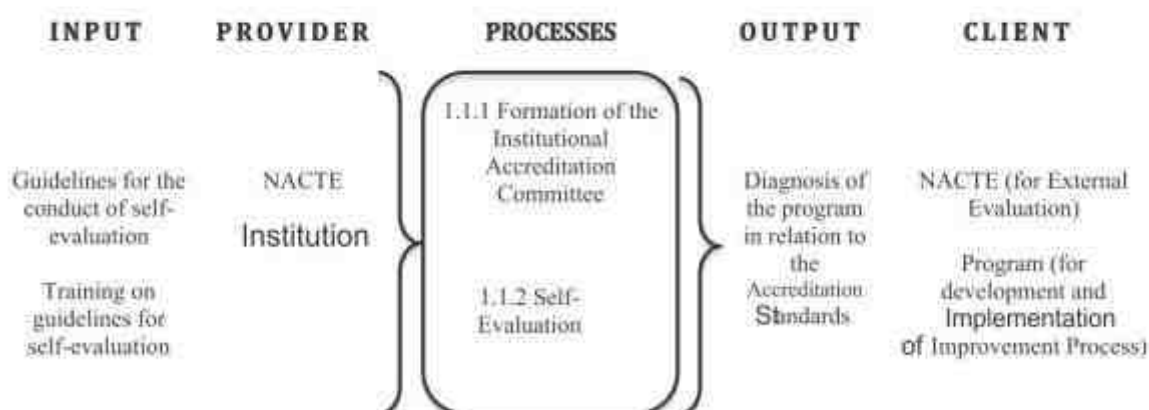 INPUT PROVIDER PROCESSES OUTPUT CLIENT
Guidelines for the
conduct of self-
evaluation
Training on
guidelines for
self-evaluation
NACTE
Institution
1.1.1 Formation of the
Institutional
Accreditation
Committee
1.1.2 Self-
Evaluation
Diagnosis of
the program
in relation to
the
Accreditation
Standards
NACTE (for External
Evaluation)
Program (for
development and
Implementation
of Improvement Process)